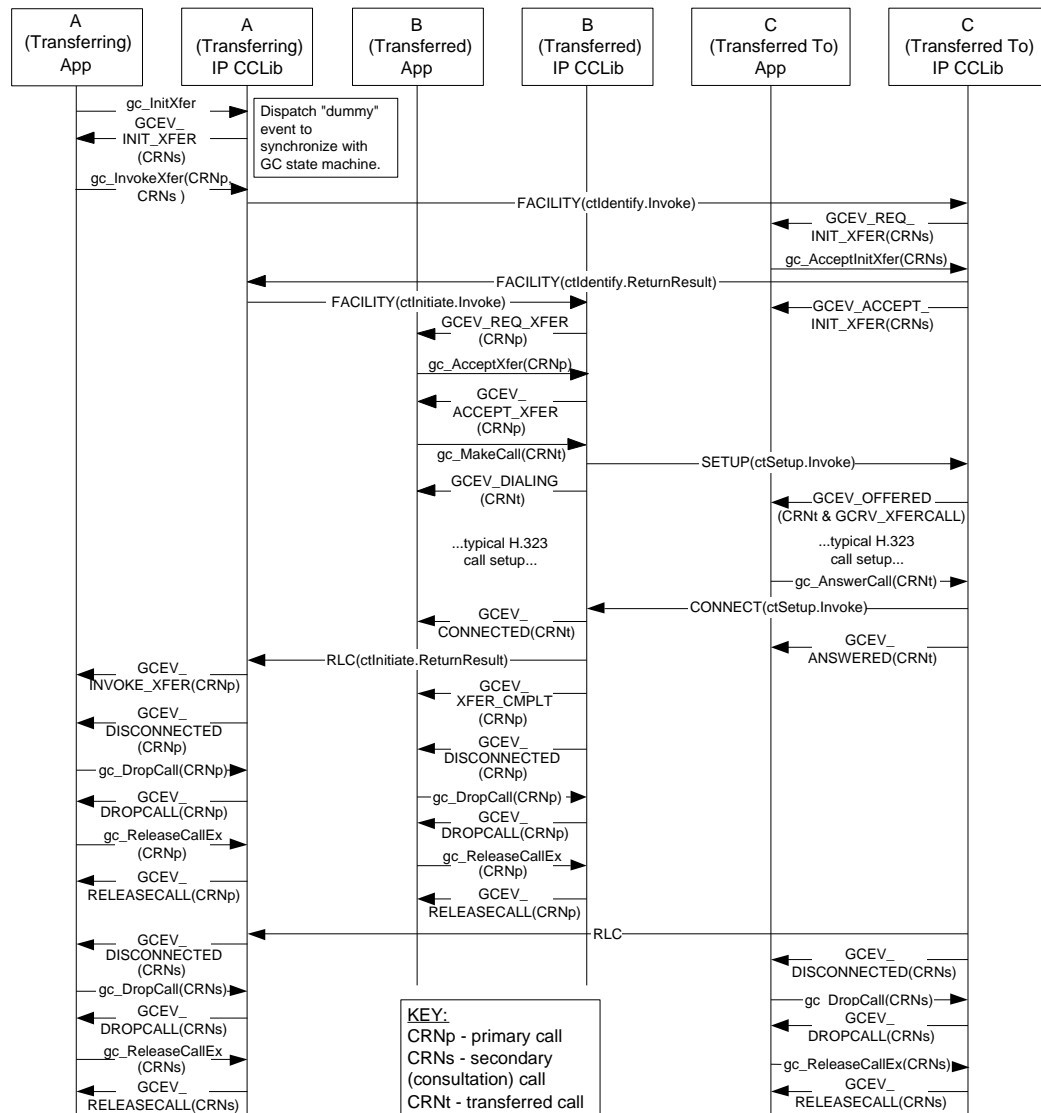 A
(Transferring)
App
A
(Transferring)
IP CCLib
B
(Transferred)
App
B
(Transferred)
IP CCLib
C
(Transferred To)
App
C
(Transferred To)
IP CCLib
gc_InitXfer
Dispatch "dummy"
event to
synchronize with
GC state machine.
GCEV_
INIT_XFER
(CRNs)
gc_InvokeXfer(CRNp,
CRNs )
FACILITY(ctIdentify.Invoke)
GCEV_REQ_
INIT_XFER(CRNs)
gc_AcceptInitXfer(CRNs)
FACILITY(ctIdentify.ReturnResult)
FACILITY(ctInitiate.Invoke)
GCEV_ACCEPT_
INIT_XFER(CRNs)
GCEV_REQ_XFER
(CRNp)
gc_AcceptXfer(CRNp)
GCEV_
ACCEPT_XFER
(CRNp)
gc_MakeCall(CRNt)
SETUP(ctSetup.Invoke)
GCEV_DIALING
(CRNt)
GCEV_OFFERED
(CRNt & GCRV_XFERCALL)
...typical H.323
call setup...
...typical H.323
call setup...
gc_AnswerCall(CRNt)
CONNECT(ctSetup.Invoke)
GCEV_
CONNECTED(CRNt)
GCEV_
ANSWERED(CRNt)
RLC(ctInitiate.ReturnResult)
GCEV_
INVOKE_XFER(CRNp)
GCEV_
XFER_CMPLT
(CRNp)
GCEV_
DISCONNECTED
(CRNp)
GCEV_
DISCONNECTED
(CRNp)
gc_DropCall(CRNp)
gc_DropCall(CRNp)
GCEV_
DROPCALL(CRNp)
GCEV_
DROPCALL(CRNp)
gc_ReleaseCallEx
(CRNp)
gc_ReleaseCallEx
(CRNp)
GCEV_
RELEASECALL(CRNp)
GCEV_
RELEASECALL(CRNp)
RLC
GCEV_
DISCONNECTED
(CRNs)
GCEV_
DISCONNECTED(CRNs)
gc_DropCall(CRNs)
gc_DropCall(CRNs)
GCEV_
DROPCALL(CRNs)
GCEV_
DROPCALL(CRNs)
gc_ReleaseCallEx
(CRNs)
gc_ReleaseCallEx(CRNs)
GCEV_
RELEASECALL(CRNs)
GCEV_
RELEASECALL(CRNs)
KEY:
CRNp - primary call
CRNs - secondary
(consultation) call
CRNt - transferred call